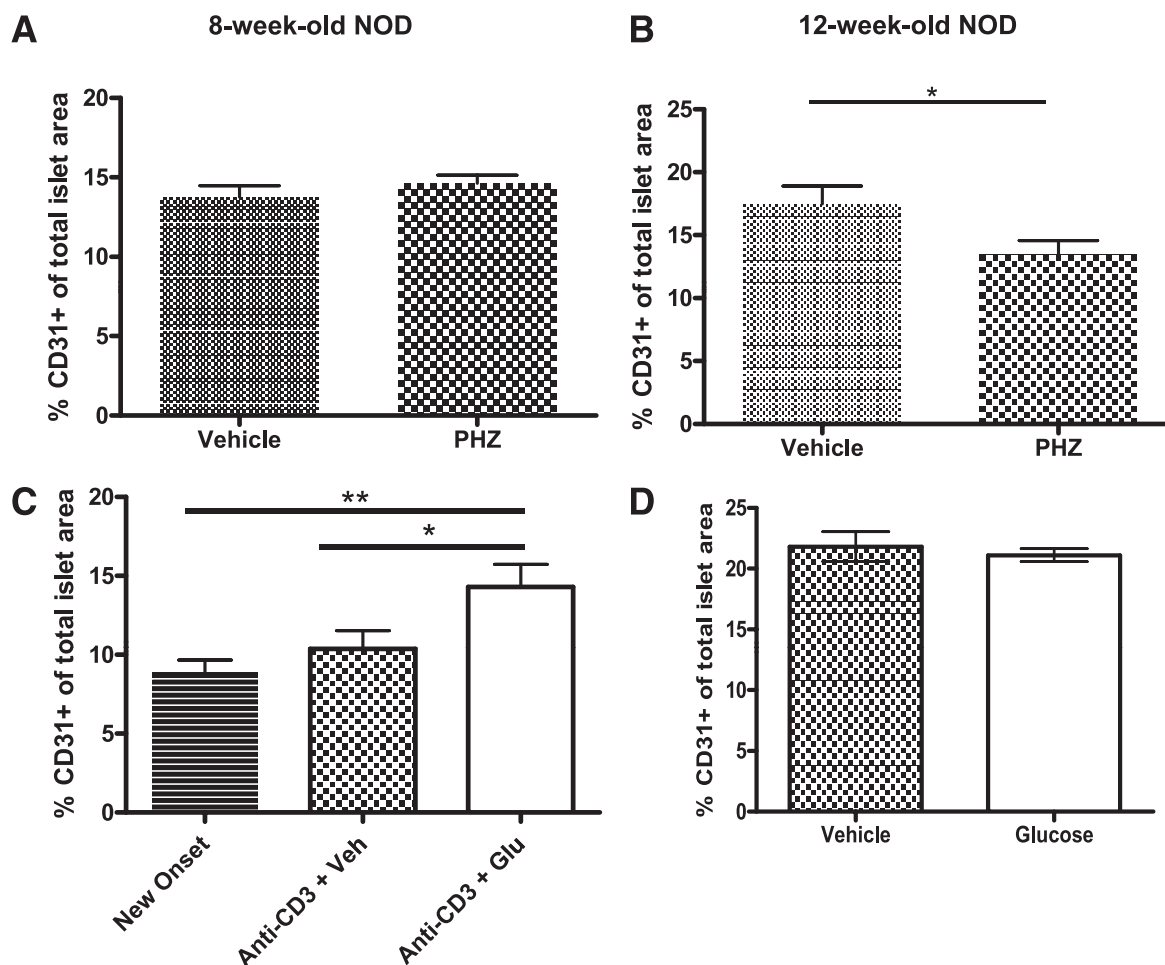 A
8-week-old NOD
% CD31+ of total islet area
20
15
10
5
0
Vehicle
PHZ
B
12-week-old NOD
% CD31+ of total islet area
25
20
15
10
5
0
*
Vehicle
PHZ
C
% CD31+ of total islet area
20
15
10
5
0
**
*
New Onset
Anti-CD3 + Veh
Anti-CD3 + Glu
D
% CD31+ of total islet area
25
20
15
10
5
0
Vehicle
Glucose